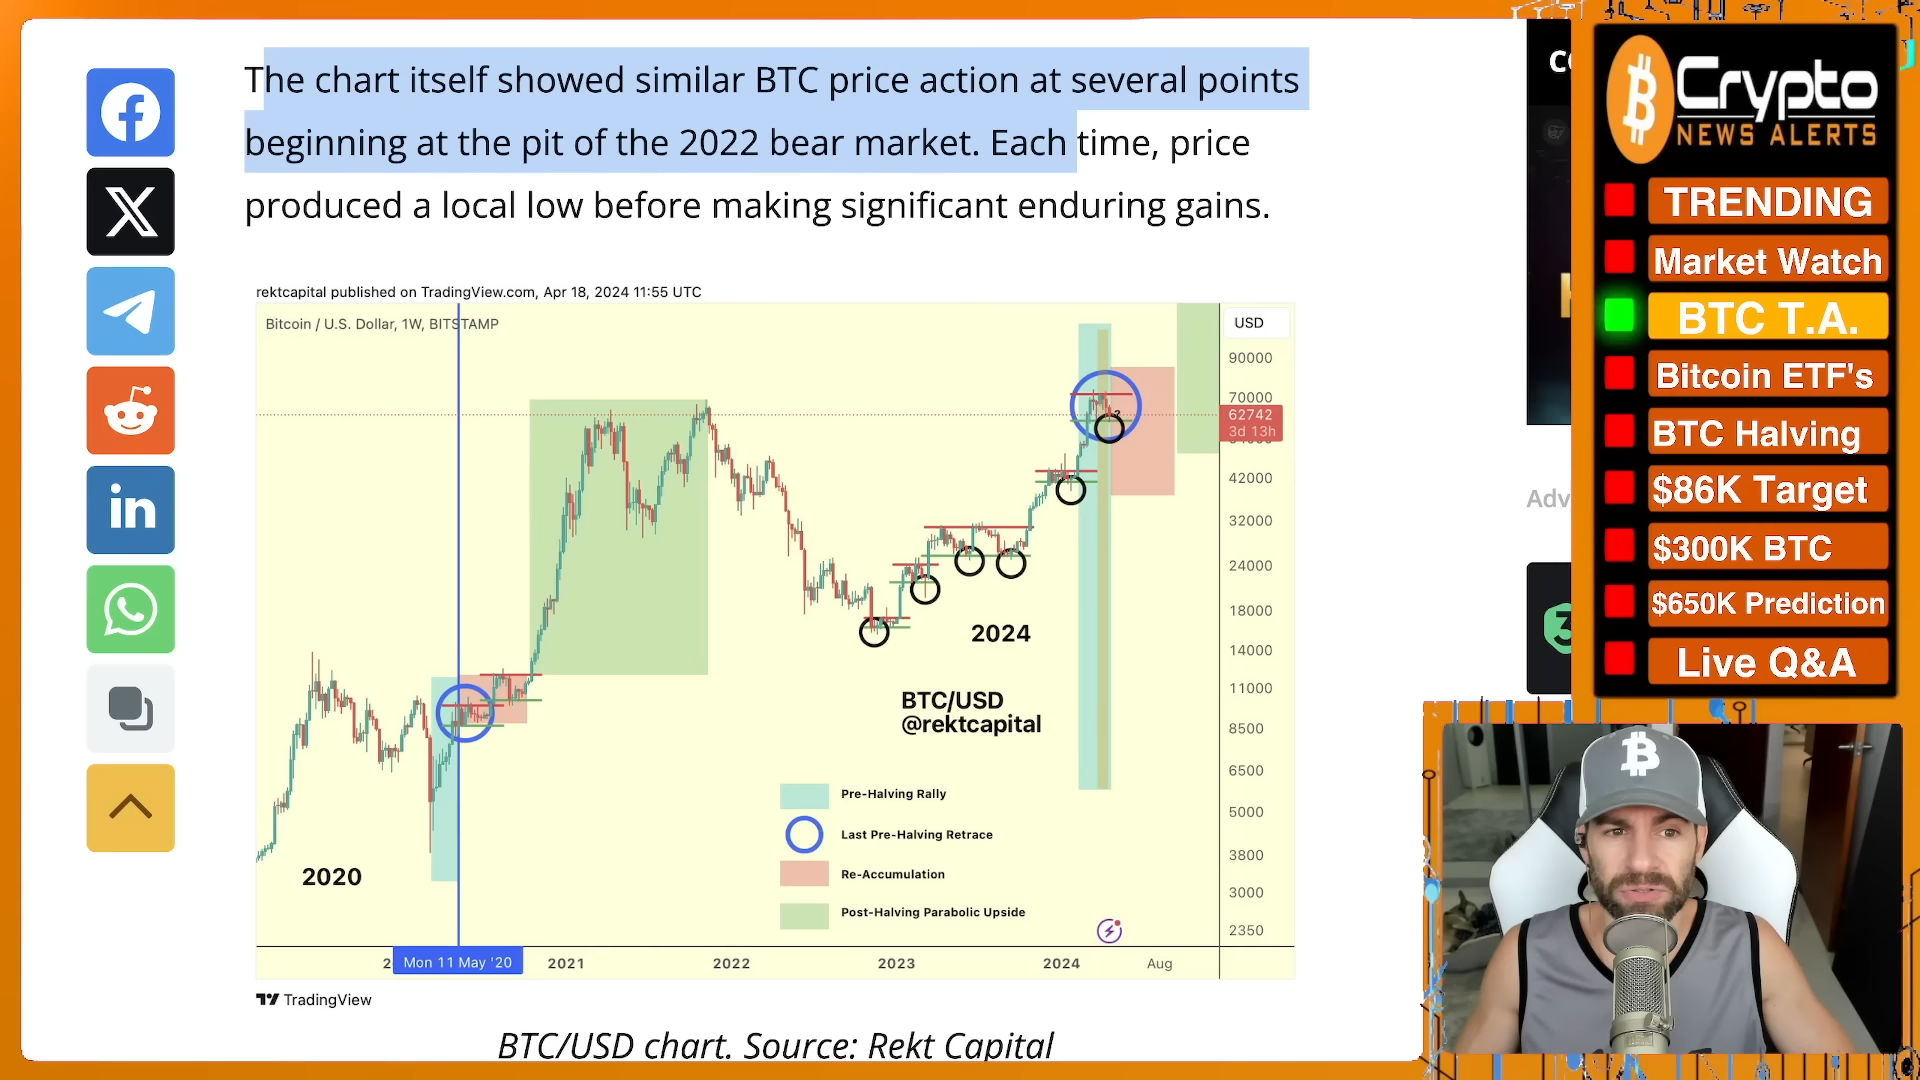 The chart itself showed similar BTC price action at several points
beginning at the pit of the 2022 bear market. Each time, price
produced a local low before making significant enduring gains.
rektcapital published on TradingView.com, Apr 18, 2024 11:55 UTC
Bitcoin / U.S. Dollar, 1W, BITSTAMP
USD
90000
70000
62742
3d 13h
42000
32000
24000
18000
14000
11000
8500
6500
5000
3800
3000
2350
?
2024
BTC/USD
@rektcapital
2020
Pre-Halving Rally
Last Pre-Halving Retrace
Re-Accumulation
Post-Halving Parabolic Upside
Mon 11 May '20
2021
2022
2023
2024
Aug
TradingView
BTC/USD chart. Source: Rekt Capital
in
Adv
Crypto
NEWS ALERTS
TRENDING
Market Watch
BTC T.A.
Bitcoin ETF's
BTC Halving
$86K Target
$300K BTC
$650K Prediction
Live Q&A